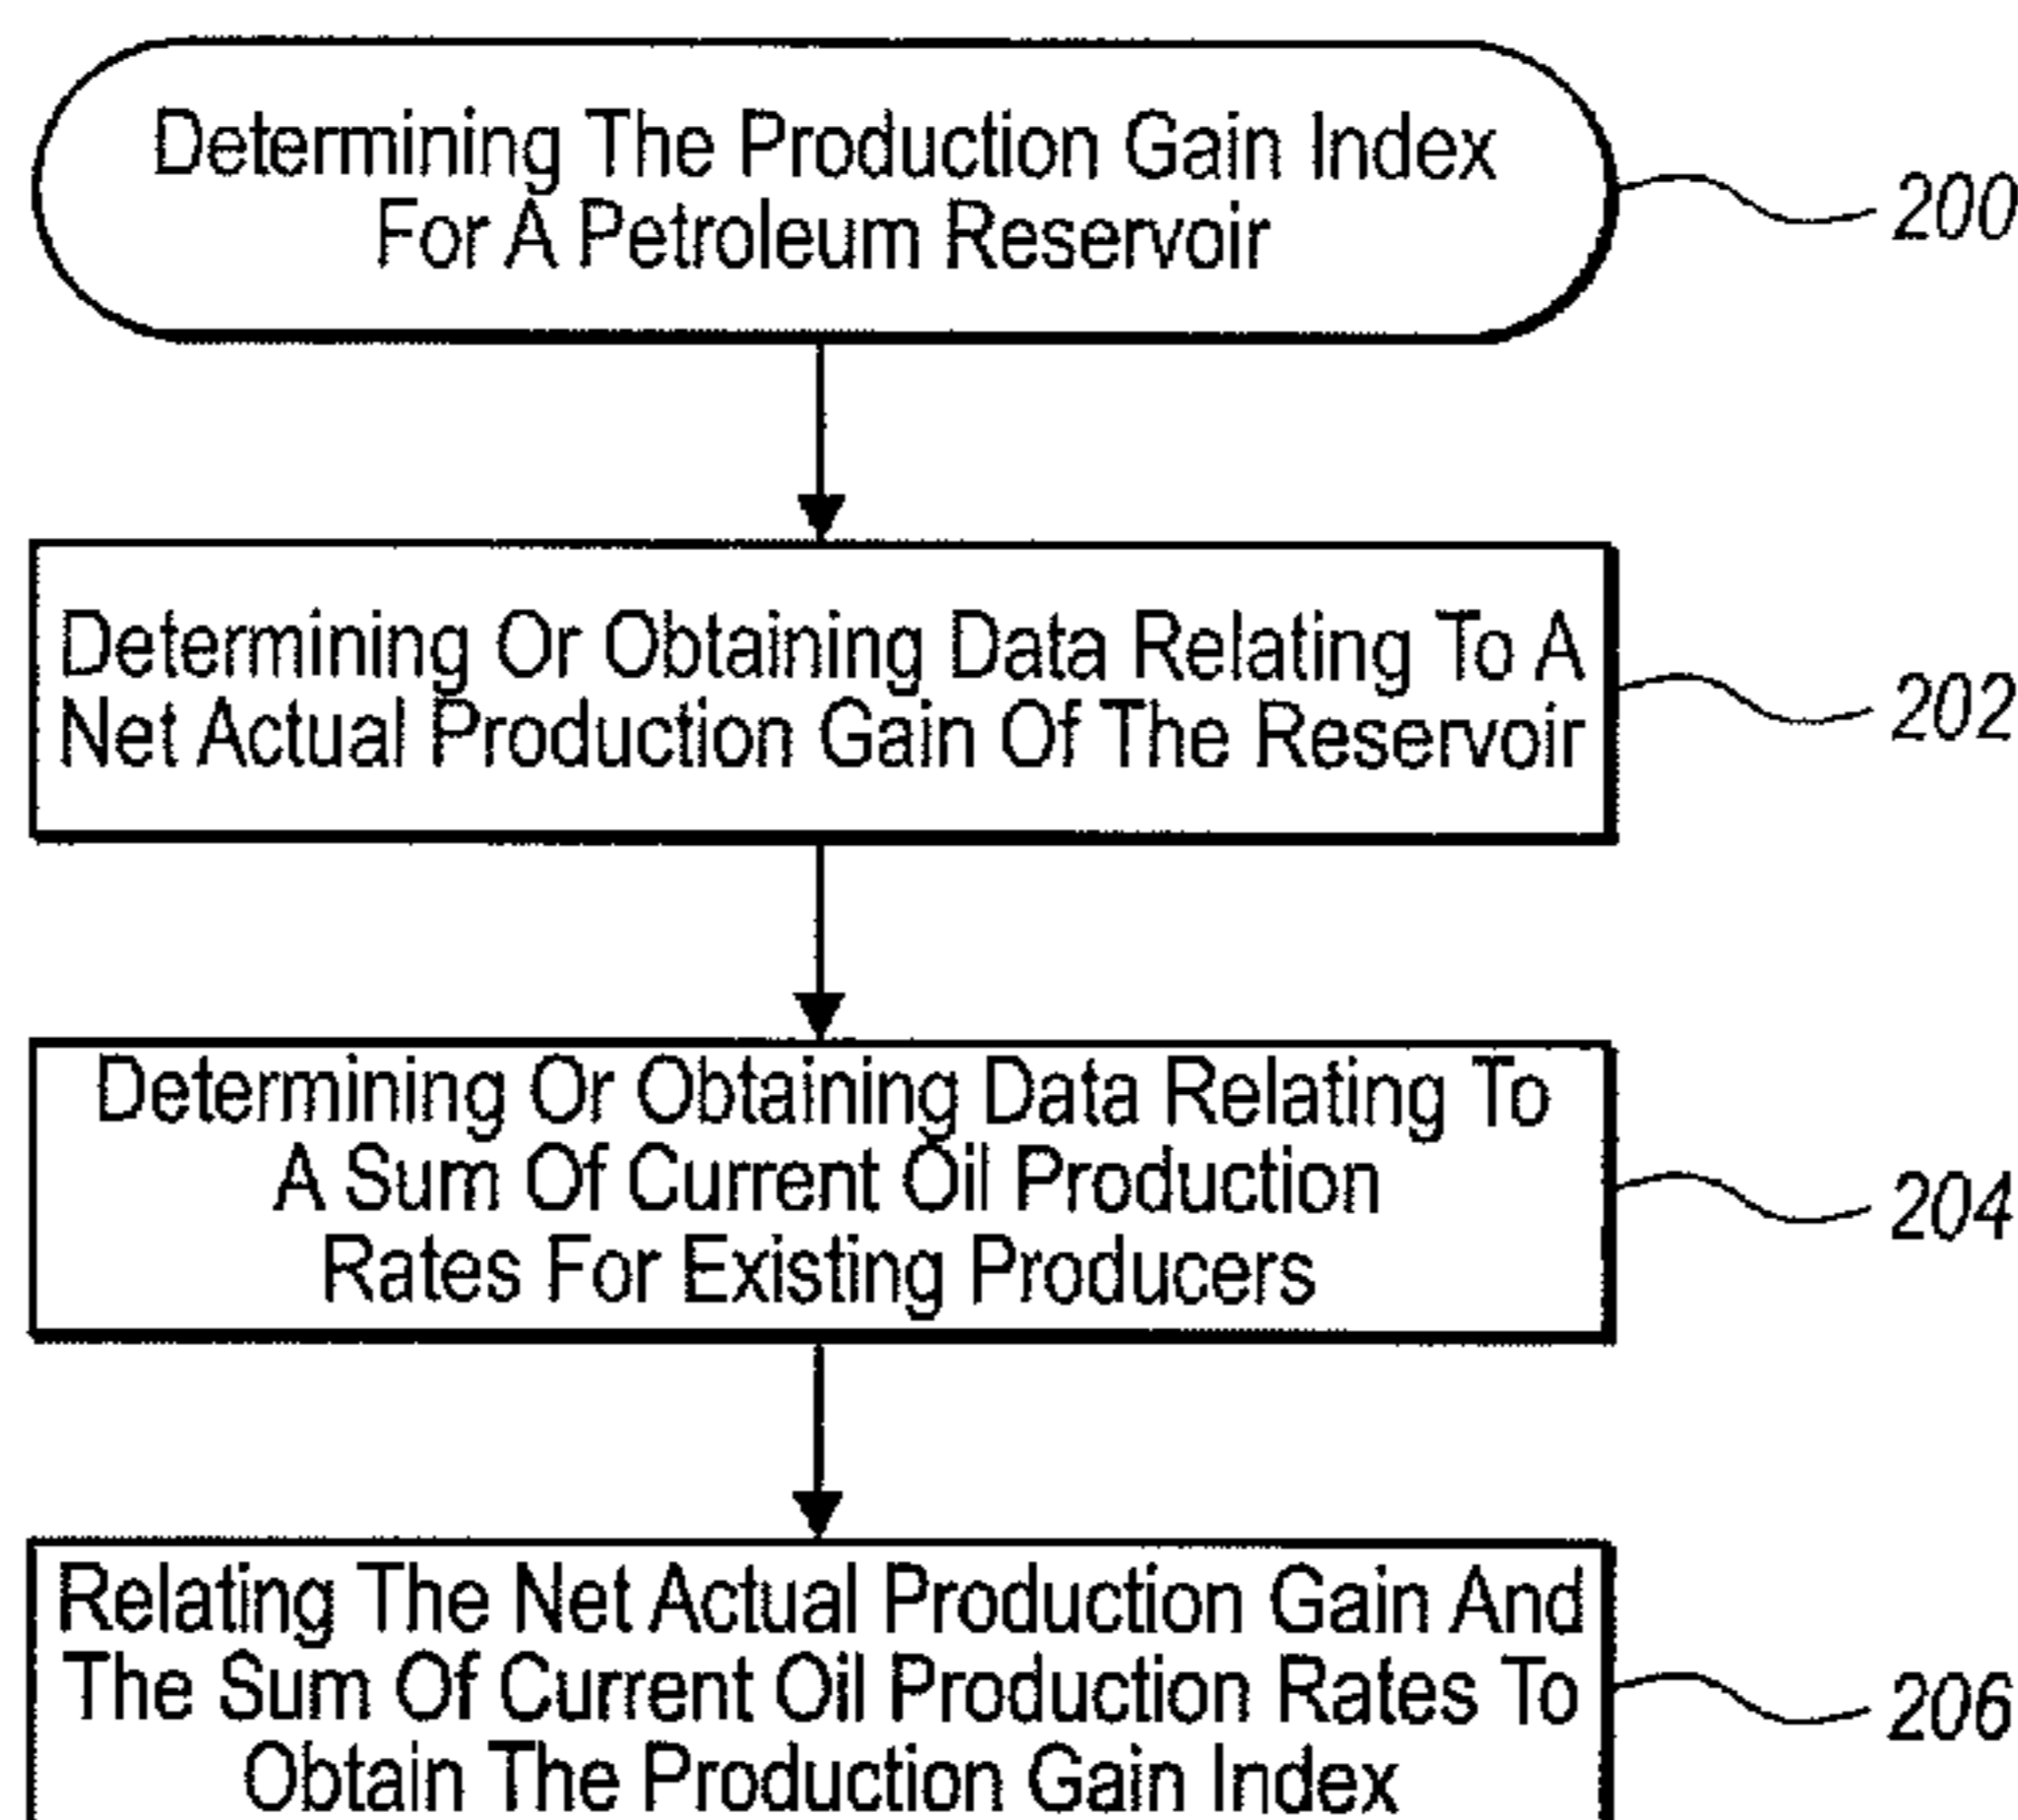 Determining The Production Gain Index
For A Petroleum Reservoir
200
Determining Or Obtaining Data Relating To A
Net Actual Production Gain Of The Reservoir
202
Determining Or Obtaining Data Relating To
A Sum Of Current Oil Production
Rates For Existing Producers
204
Relating The Net Actual Production Gain And
The Sum Of Current Oil Production Rates To
Obtain The Production Gain Index
206